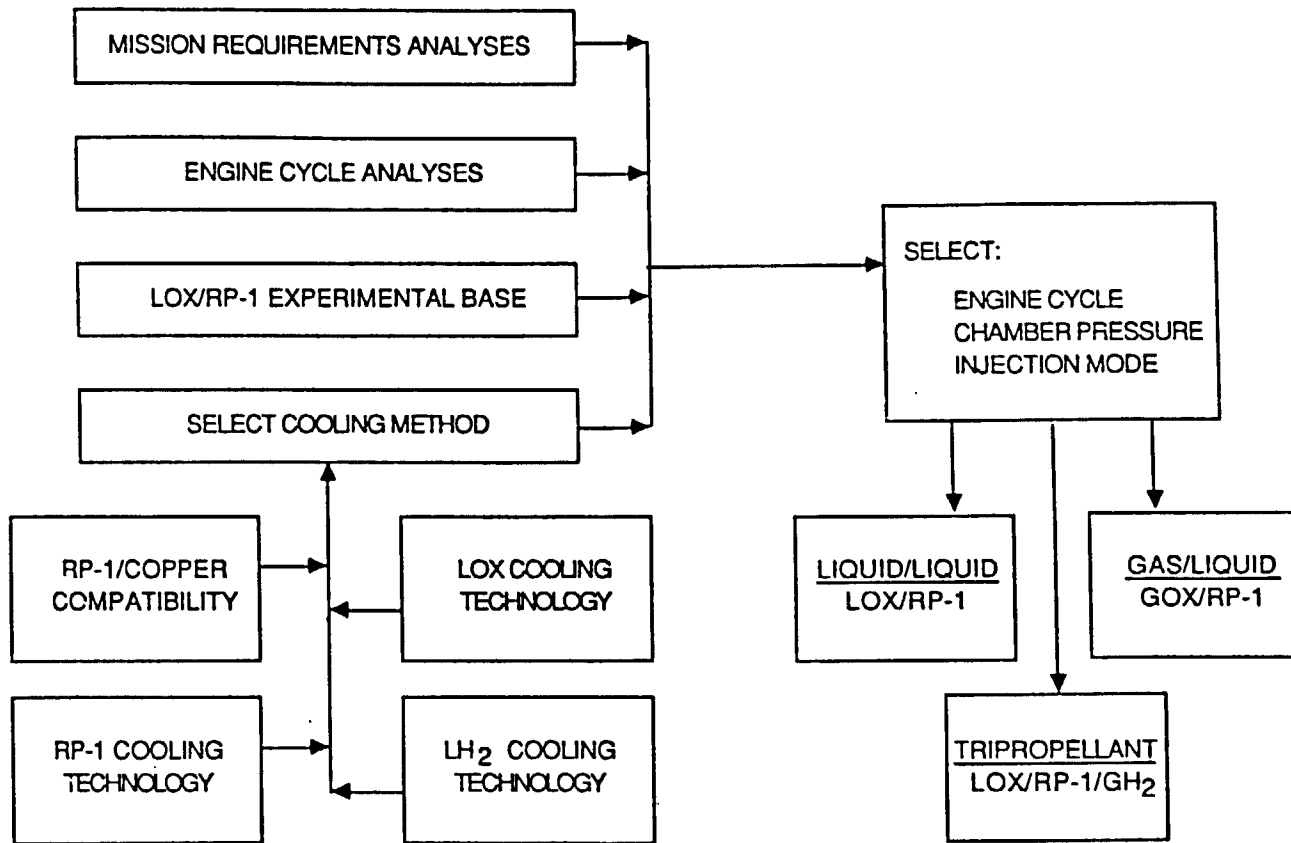 MISSION REQUIREMENTS ANALYSES
ENGINE CYCLE ANALYSES
LOX/RP-1 EXPERIMENTAL BASE
SELECT COOLING METHOD
RP-1/COPPER
COMPATIBILITY
LOX COOLING
TECHNOLOGY
RP-1 COOLING
TECHNOLOGY
LH2 COOLING
TECHNOLOGY
SELECT:
ENGINE CYCLE
CHAMBER PRESSURE
INJECTION MODE
LIQUID/LIQUID
LOX/RP-1
GAS/LIQUID
GOX/RP-1
TRIPROPELLANT
LOX/RP-1/GH2